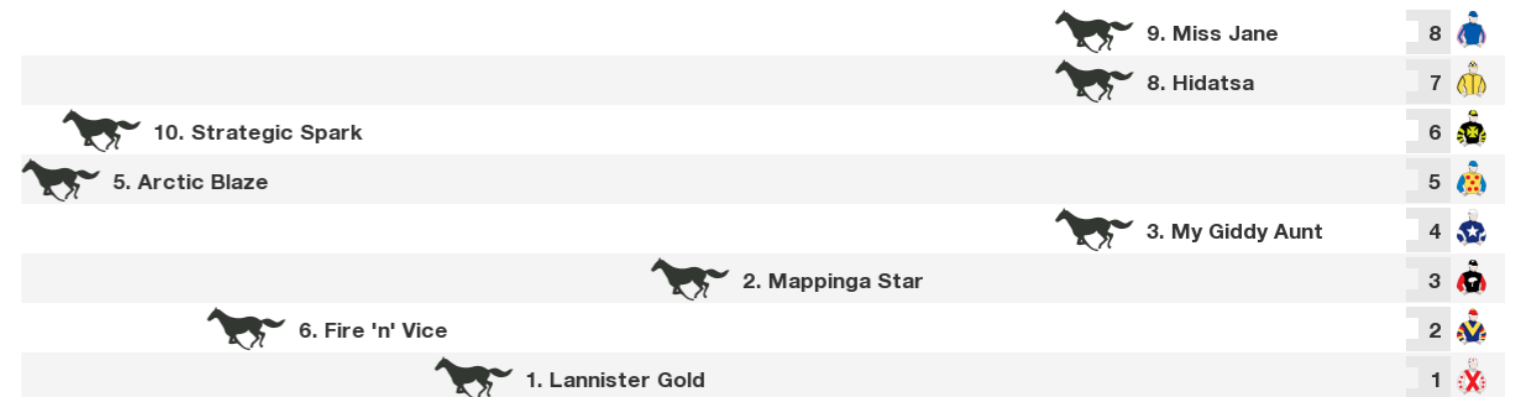 9. Miss Jane 8
8. Hidatsa 7
10. Strategic Spark 6
5. Arctic Blaze 5
3. My Giddy Aunt 4
2. Mappinga Star 3
6. Fire 'n' Vice 2
1. Lannister Gold 1